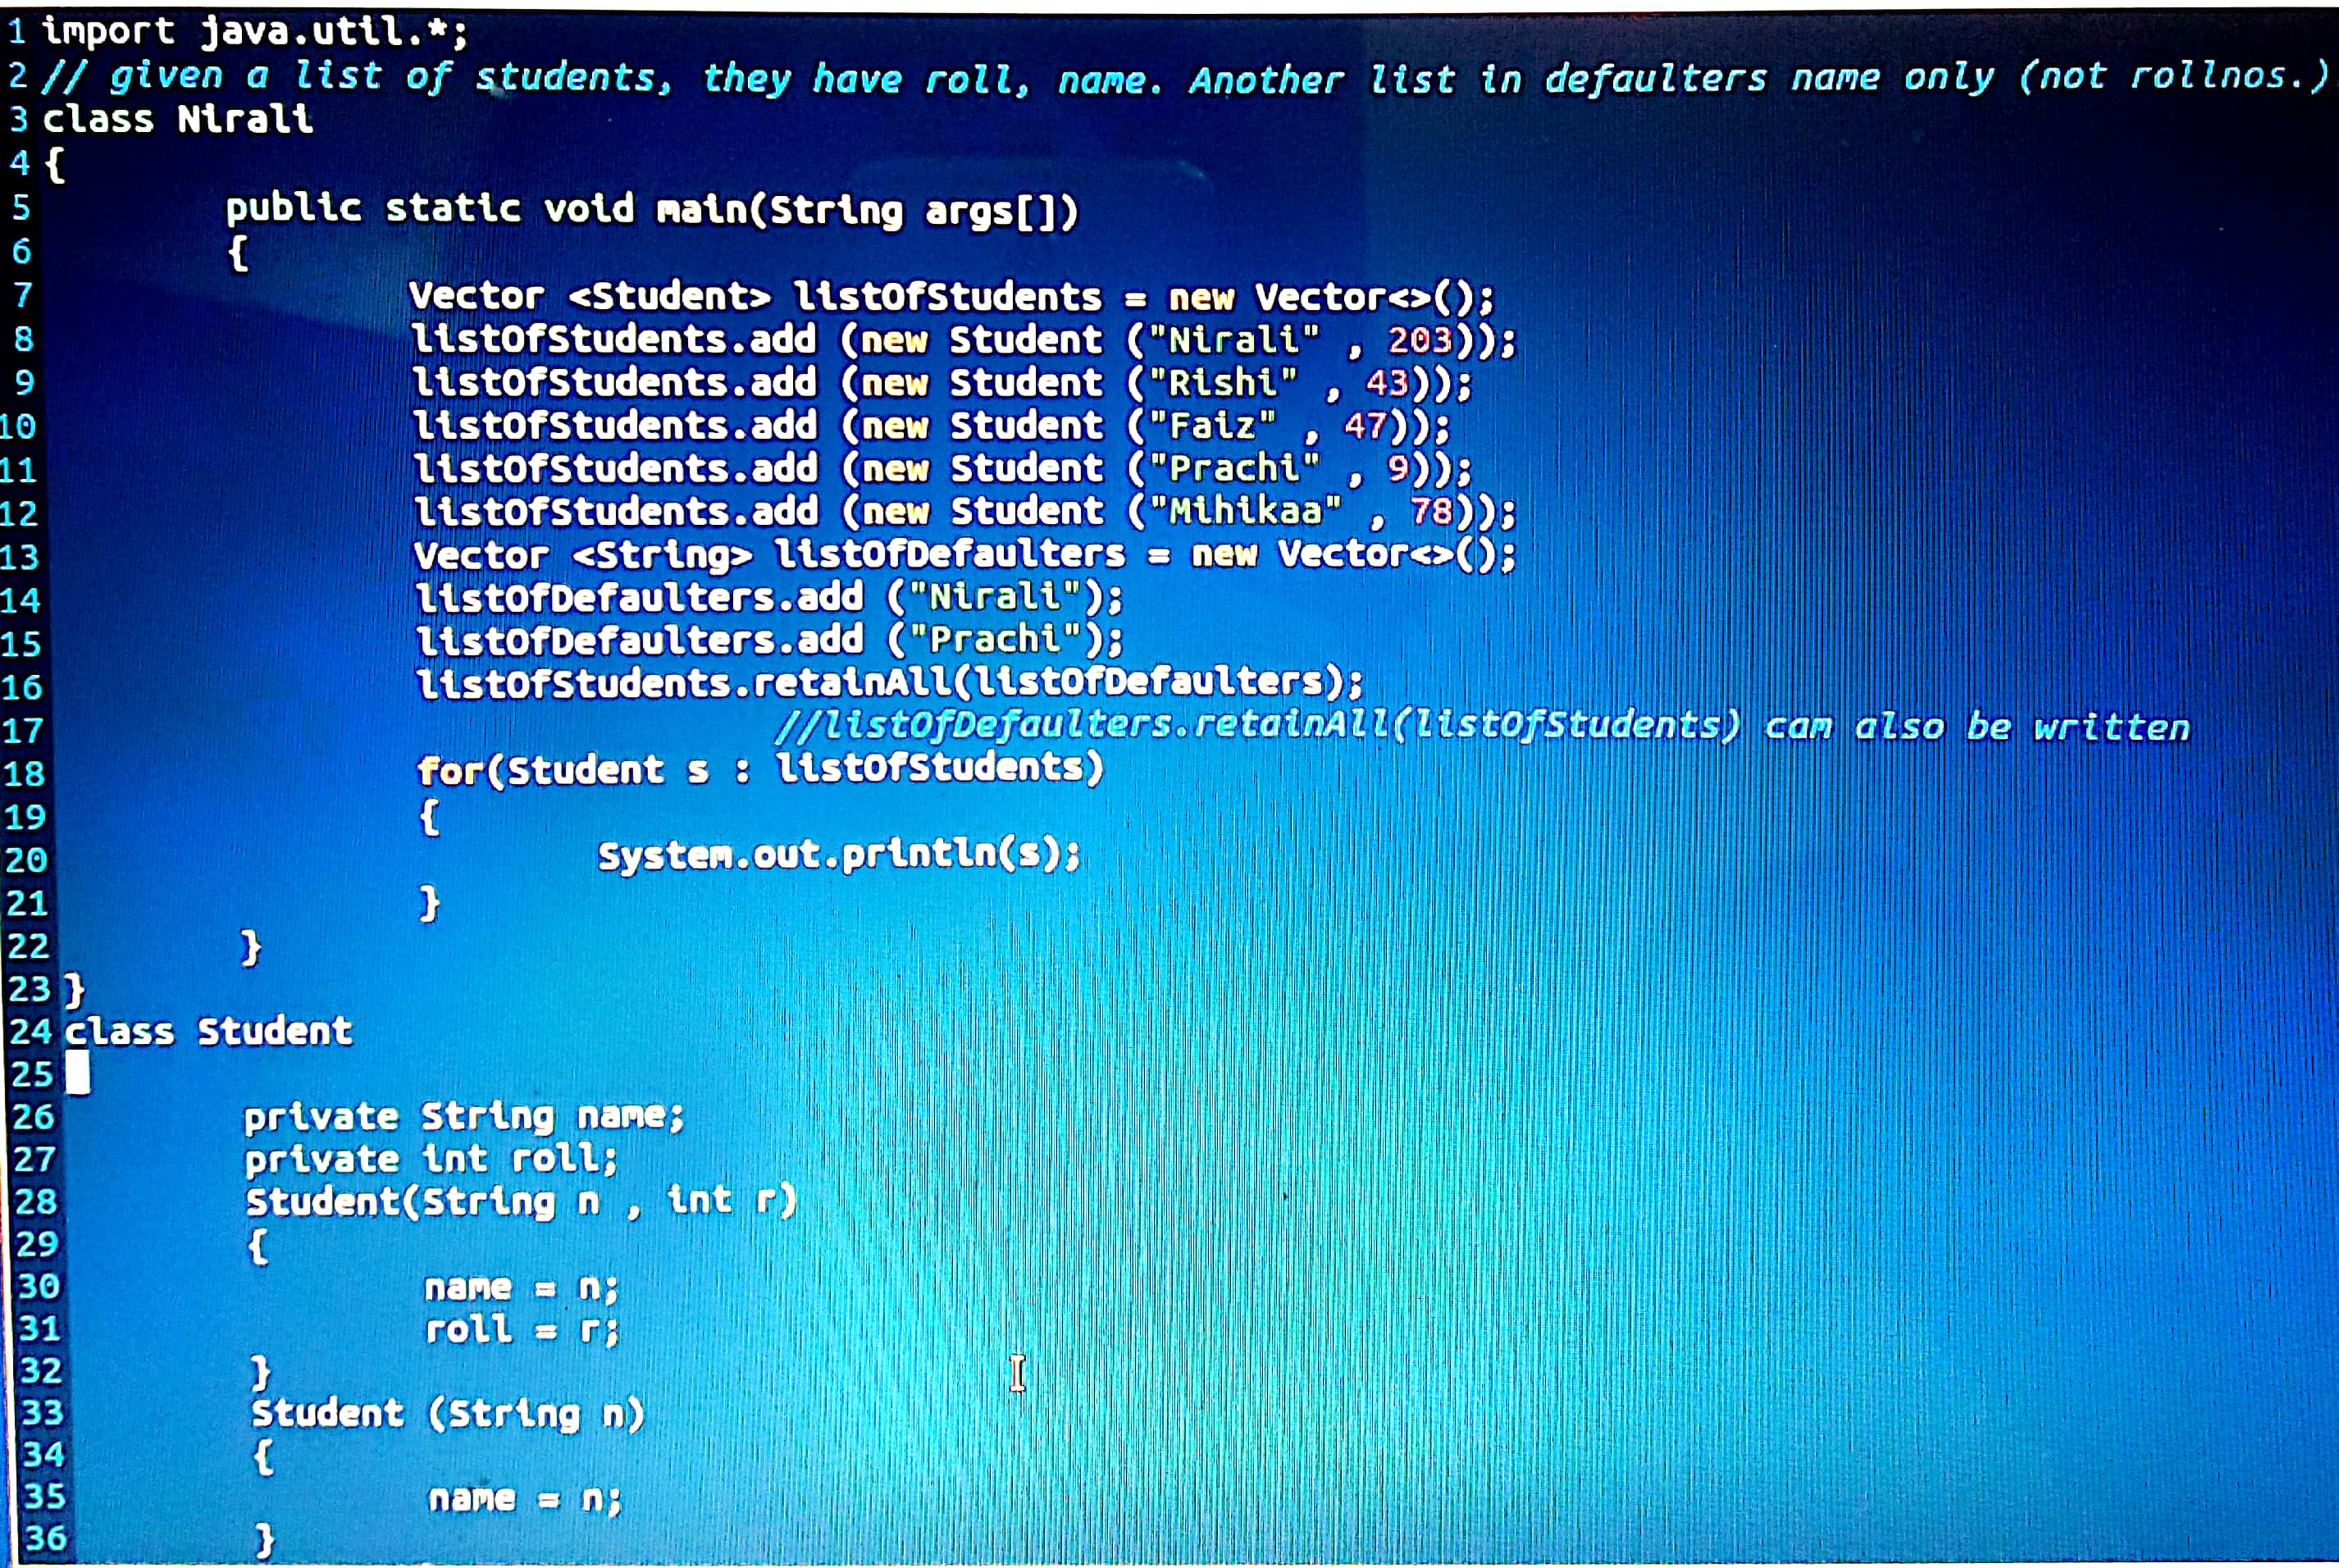 1 import java.util.*;
2 // given a list of students, they have roll, name. Another list in defaulters name only (not rollnos.)
3 class Nirali
4 {
5 public static void main(String args[])
6 {
7 Vector <Student> listOfStudents = new Vector<>();
8 listOfStudents.add (new Student ("Nirali" , 203));
9 listOfStudents.add (new Student ("Rishi" , 43));
10 listOfStudents.add (new Student ("Faiz" , 47));
11 listOfStudents.add (new Student ("Prachi" , 9));
12 listOfStudents.add (new Student ("Mihikaa" , 78));
13 Vector <String> listOfDefaulters = new Vector<>();
14 listOfDefaulters.add ("Nirali");
15 listOfDefaulters.add ("Prachi");
16 listOfStudents.retainAll(listOfDefaulters);
17 //listOfDefaulters.retainAll(listOfStudents) cam also be written
18 for(Student s : listOfStudents)
19 {
20 System.out.println(s);
21 }
22 }
23 }
24 class Student
25
26 private String name;
27 private int roll;
28 Student(String n , int r)
29 {
30 name = n;
31 roll = r;
32 }
33 Student (String n)
34 {
35 name = n;
36 }